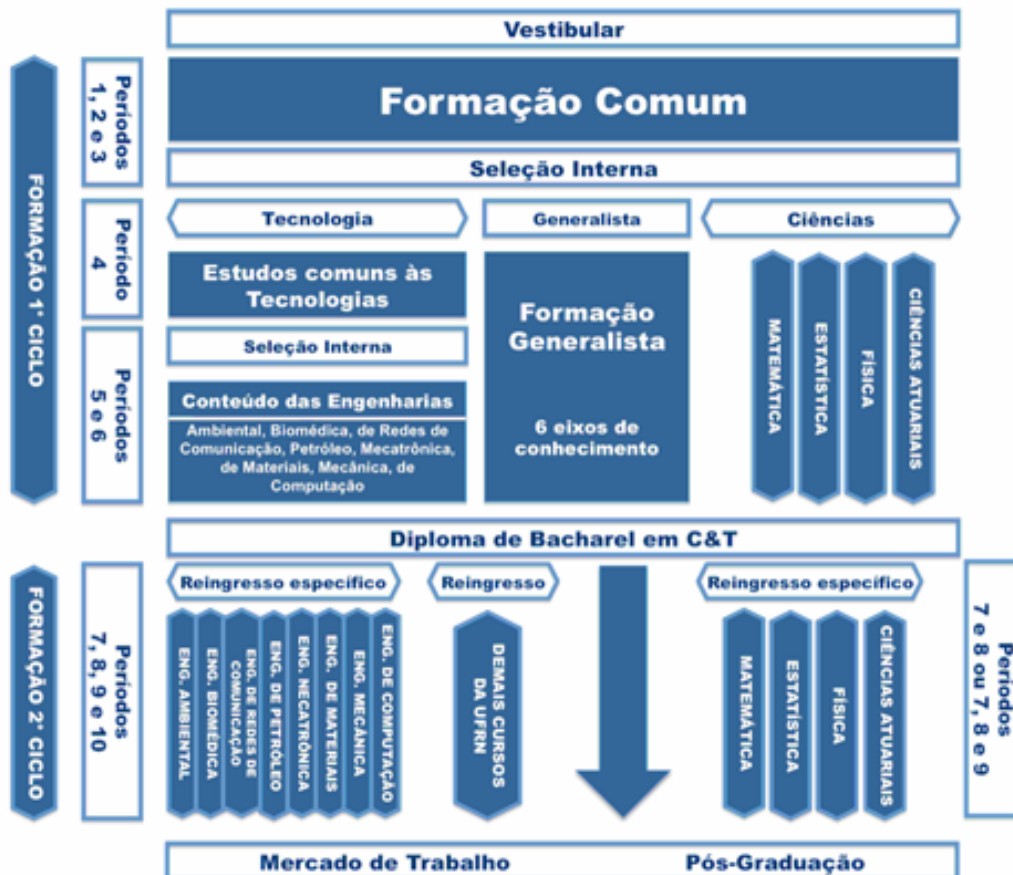 Vestibular
FORMAÇÃO 1° CICLO
Períodos
1, 2 e 3
Formação Comum
Seleção Interna
Período
4
Tecnologia
Generalista
Ciências
Estudos comuns às
Tecnologias
Seleção Interna
Períodos
5 e 6
Conteúdo das Engenharias
Ambiental, Biomédica, de Redes de
Comunicação, Petróleo, Mecatrônica,
de Materiais, Mecânica, de
Computação
Formação
Generalista
6 eixos de
conhecimento
MATEMÁTICA
ESTATÍSTICA
FÍSICA
CIÊNCIAS ATUARIAIS
Diploma de Bacharel em C&T
FORMAÇÃO 2° CICLO
Períodos
7, 8, 9 e 10
Reingresso específico
ENG. AMBIENTAL
ENG. BIOMÉDICA
ENG. DE REDES DE
COMUNICAÇÃO
ENG. DE PETRÓLEO
ENG. NECATRÔNICA
ENG. DE MATERIAIS
ENG. MECÂNICA
ENG. DE COMPUTAÇÃO
Reingresso
DEMAIS CURSOS
DA UFRN
Reingresso específico
MATEMÁTICA
ESTATÍSTICA
FÍSICA
CIÊNCIAS ATUARIAIS
Períodos
7 e 8 ou 7, 8 e 9
Mercado de Trabalho
Pós-Graduação